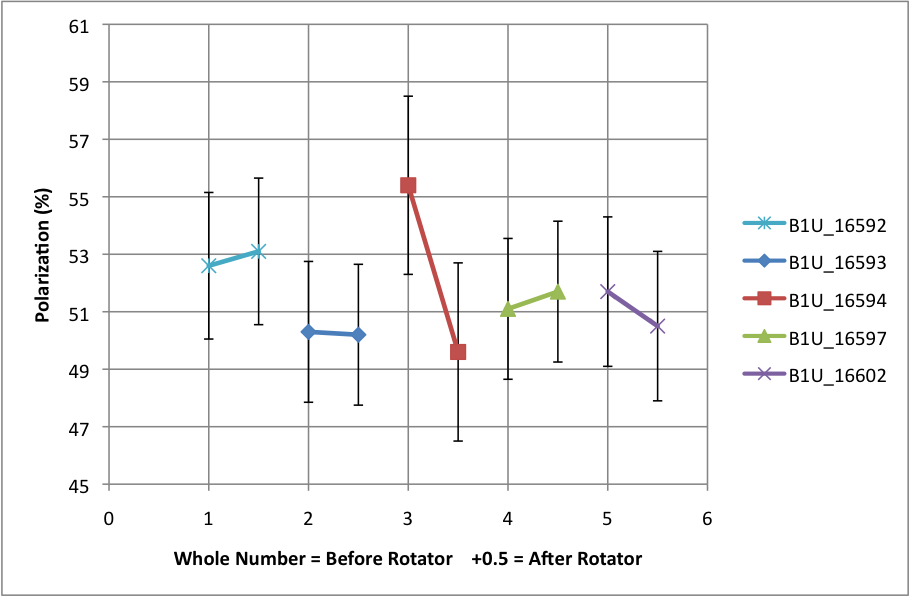 61
59
57
55
53
51
49
47
45
Polarization (%)
0 1 2 3 4 5 6
Whole Number = Before Rotator +0.5 = After Rotator
B1U_16592
B1U_16593
B1U_16594
B1U_16597
B1U_16602